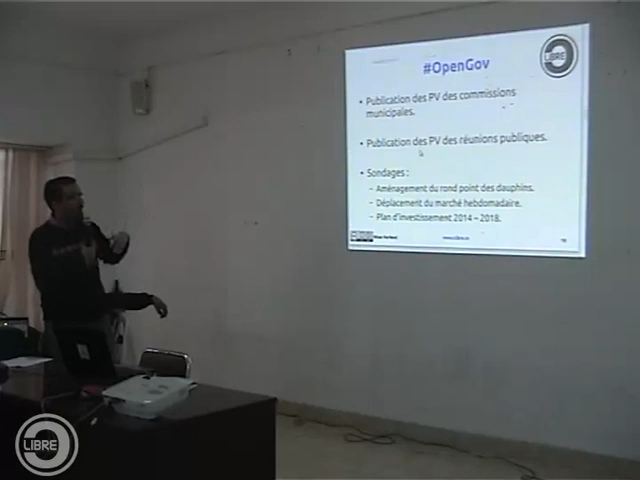 #OpenGov
LIBRE
• Publication des PV des commissions
municipales.
• Publication des PV des réunions publiques.
• Sondages :
– Aménagement du rond point des dauphins.
– Déplacement du marché hebdomadaire.
– Plan d'investissement 2014 – 2018.
LIBRE